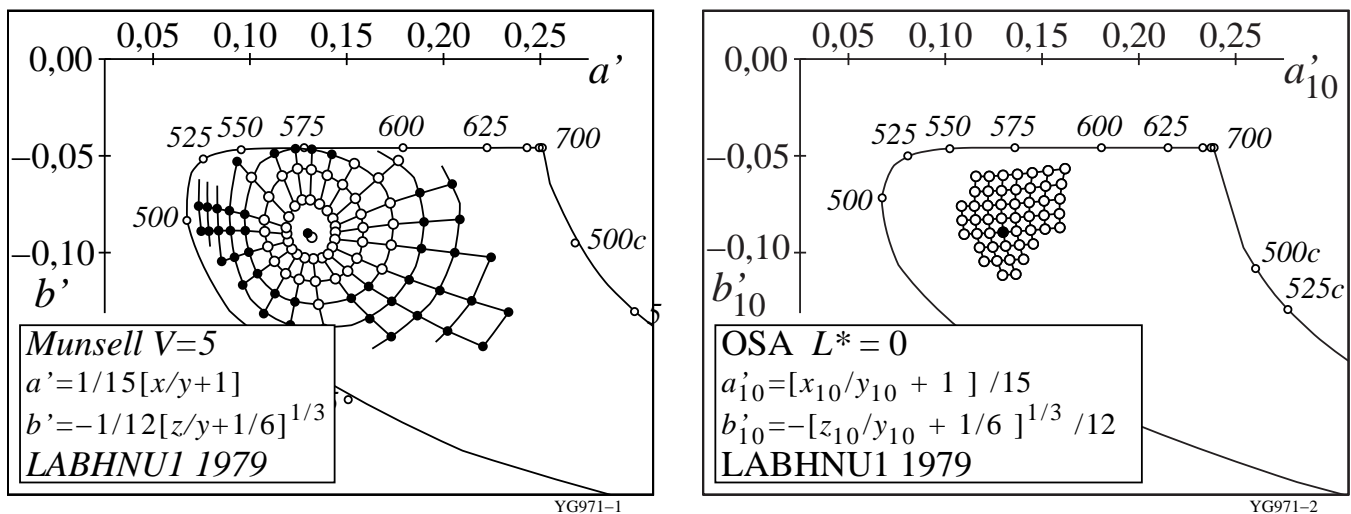 0,05 0,10 0,15 0,20 0,25
0,00
a'
525 550 575 600 625 700
–0,05
500
500c
–0,10
b'
5
Munsell V=5
a'=1/15[x/y+1]
b'=–1/12[z/y+1/6]^1/3
LABHNU1 1979
YG971–1
0,05 0,10 0,15 0,20 0,25
0,00
a'10
525 550 575 600 625 700
–0,05
500
–0,10
500c
b'10
525c
OSA L* = 0
a'10=[x10/y10 + 1 ] /15
b'10=–[z10/y10 + 1/6 ]^1/3 /12
LABHNU1 1979
YG971–2